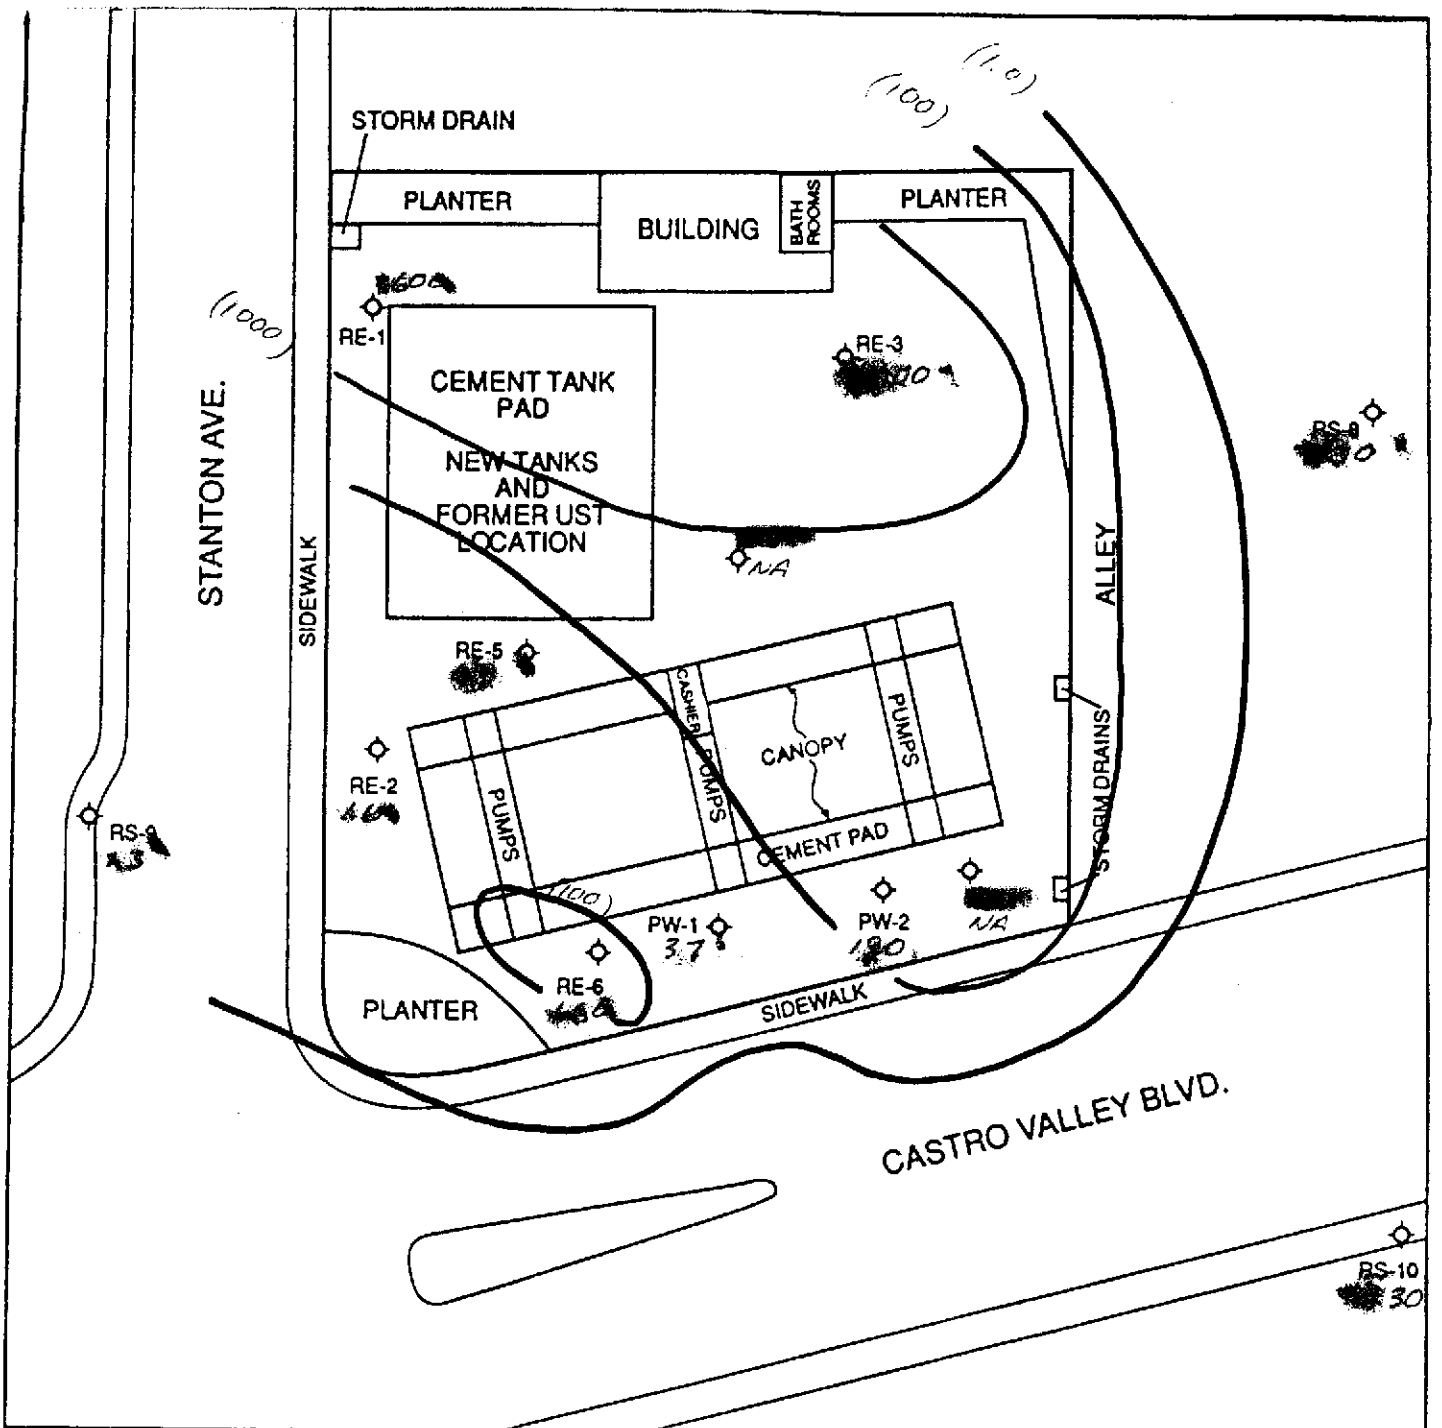 (1.0)
(100)
STORM DRAIN
PLANTER
BUILDING
BATH
ROOMS
PLANTER
(1000)
RE-1
RE-3
CEMENT TANK
PAD
NEW TANKS
AND
FORMER UST
LOCATION
STANTON AVE.
SIDEWALK
NA
ALLEY
RE-5
CASHIER
PUMPS
CANOPY
PUMPS
STORM DRAINS
RE-2
PUMPS
CEMENT PAD
(100)
PW-1
37
PW-2
190
NA
RE-6
PLANTER
SIDEWALK
CASTRO VALLEY BLVD.
RS-10
30